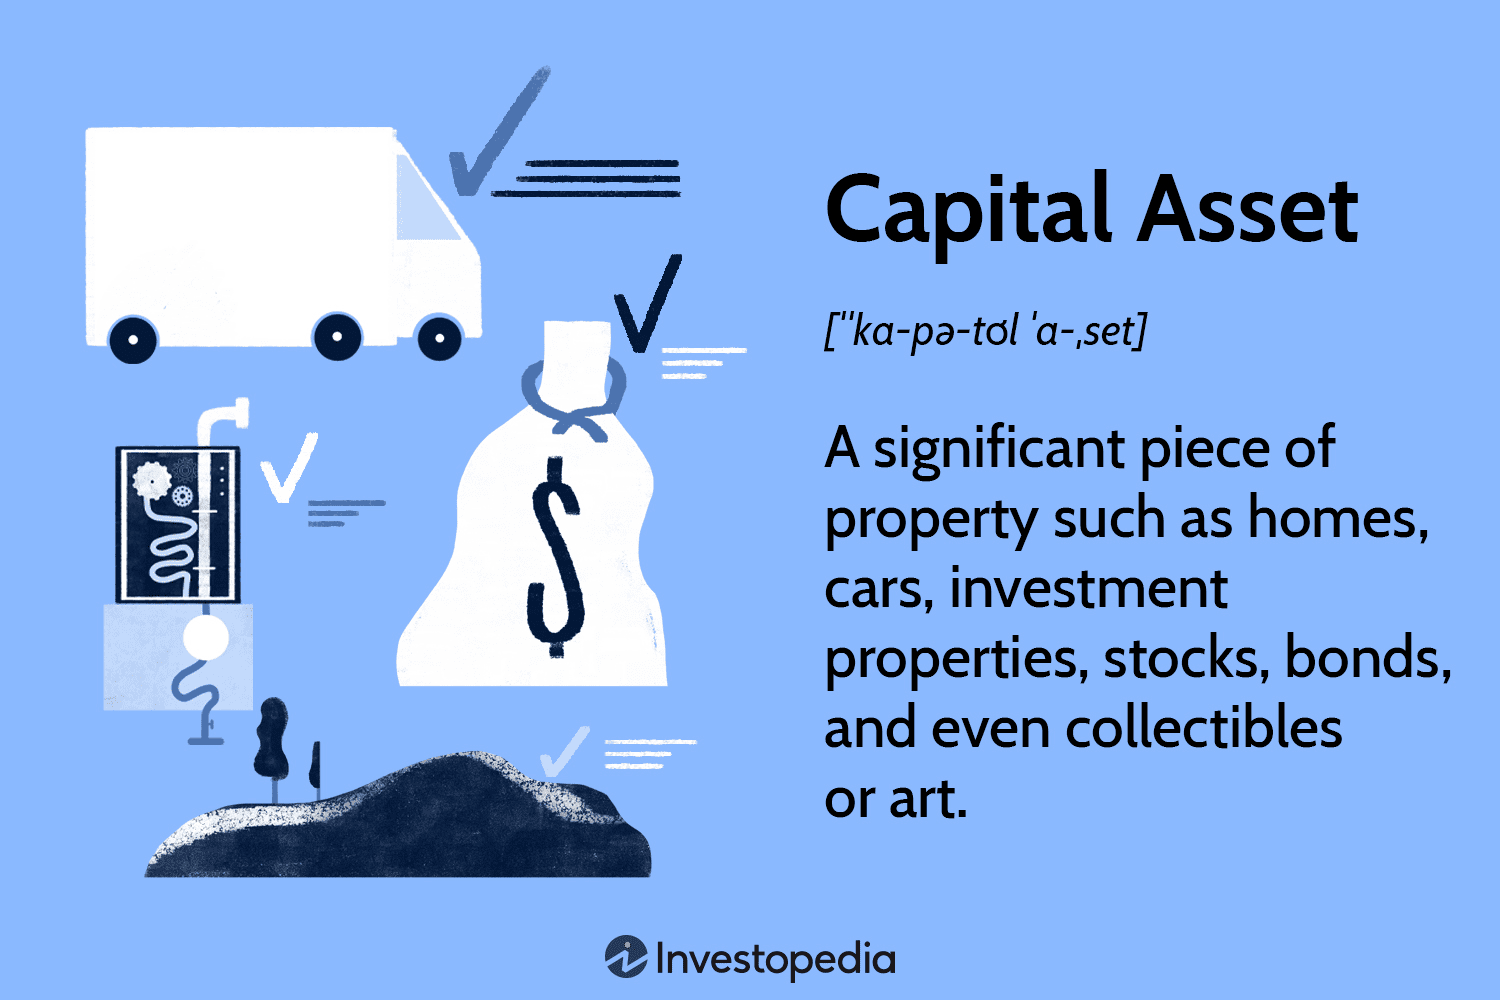 Capital Asset
[ˈˈka-pə-tᵊl ˈa-ˌset]
A significant piece of
property such as homes,
cars, investment
properties, stocks, bonds,
and even collectibles
or art.
$
Investopedia